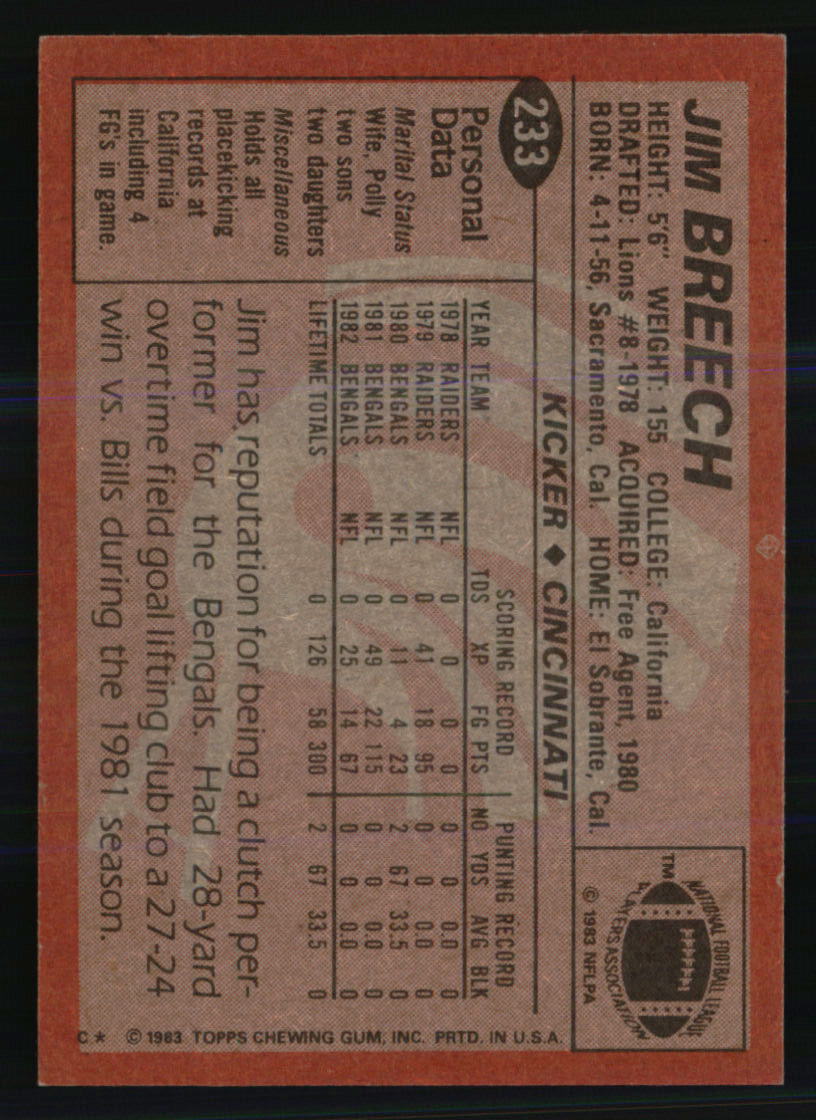 JIM BREECH
HEIGHT: 5'6" WEIGHT: 155 COLLEGE: California
DRAFTED: Lions #8-1978 ACQUIRED: Free Agent, 1980
BORN: 4-11-56, Sacramento, Cal. HOME: El Sobrante, Cal.
TM
NATIONAL FOOTBALL LEAGUE
PLAYERS ASSOCIATION
© 1983 NFLPA
233
KICKER ♦ CINCINNATI
Personal
Data
Marital Status
Wife, Polly
two sons
two daughters
Miscellaneous
Holds all
placekicking
records at
California
including 4
FG's in game.
SCORING RECORD PUNTING RECORD
YEAR TEAM TDS XP FG PTS NO YDS AVG BLK
1978 RAIDERS NFL 0 0 0 0 0 0 0.0 0
1979 RAIDERS NFL 0 41 18 95 0 0 0.0 0
1980 BENGALS NFL 0 11 4 23 2 67 33.5 0
1981 BENGALS NFL 0 49 22 115 0 0 0.0 0
1982 BENGALS NFL 0 25 14 67 0 0 0.0 0
LIFETIME TOTALS 0 126 58 300 2 67 33.5 0
Jim has reputation for being a clutch per-
former for the Bengals. Had 28-yard
overtime field goal lifting club to a 27-24
win vs. Bills during the 1981 season.
C* © 1983 TOPPS CHEWING GUM, INC. PRTD. IN U.S.A.